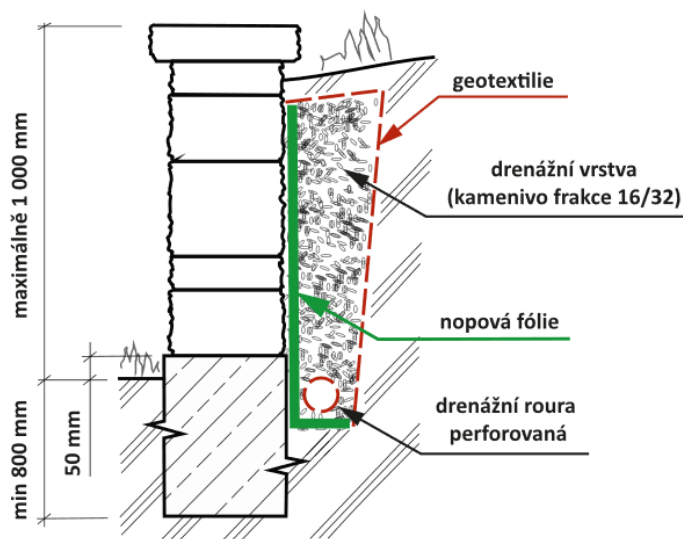 maximálně 1 000 mm
min 800 mm
50 mm
geotextilie
drenážní vrstva
(kamenivo frakce 16/32)
nopová fólie
drenážní roura
perforovaná